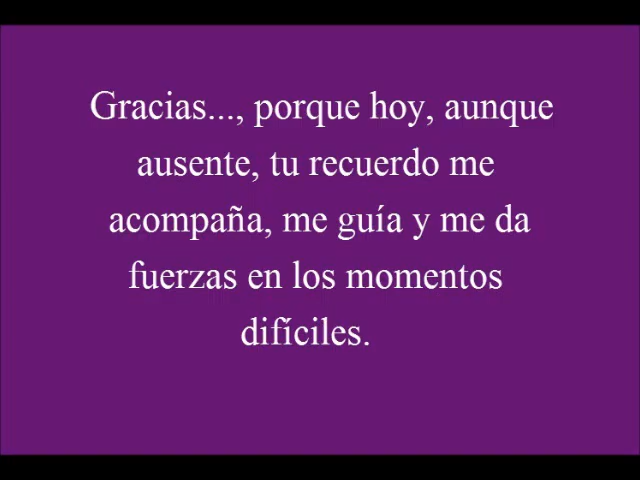 Gracias..., porque hoy, aunque
ausente, tu recuerdo me
acompaña, me guía y me da
fuerzas en los momentos
difíciles.